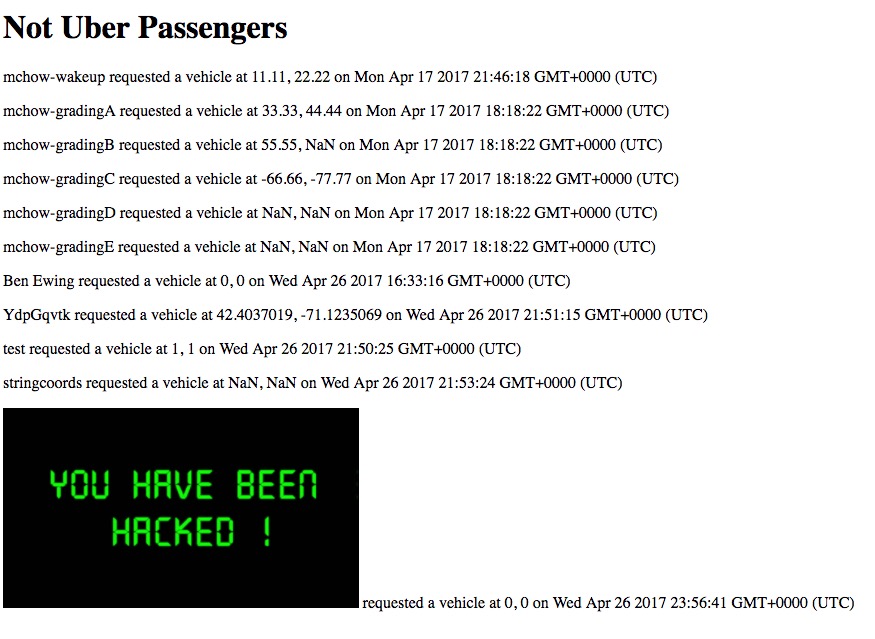 Not Uber Passengers
mchow-wakeup requested a vehicle at 11.11, 22.22 on Mon Apr 17 2017 21:46:18 GMT+0000 (UTC)
mchow-gradingA requested a vehicle at 33.33, 44.44 on Mon Apr 17 2017 18:18:22 GMT+0000 (UTC)
mchow-gradingB requested a vehicle at 55.55, NaN on Mon Apr 17 2017 18:18:22 GMT+0000 (UTC)
mchow-gradingC requested a vehicle at -66.66, -77.77 on Mon Apr 17 2017 18:18:22 GMT+0000 (UTC)
mchow-gradingD requested a vehicle at NaN, NaN on Mon Apr 17 2017 18:18:22 GMT+0000 (UTC)
mchow-gradingE requested a vehicle at NaN, NaN on Mon Apr 17 2017 18:18:22 GMT+0000 (UTC)
Ben Ewing requested a vehicle at 0, 0 on Wed Apr 26 2017 16:33:16 GMT+0000 (UTC)
YdpGqvtk requested a vehicle at 42.4037019, -71.1235069 on Wed Apr 26 2017 21:51:15 GMT+0000 (UTC)
test requested a vehicle at 1, 1 on Wed Apr 26 2017 21:50:25 GMT+0000 (UTC)
stringcoords requested a vehicle at NaN, NaN on Wed Apr 26 2017 21:53:24 GMT+0000 (UTC)
YOU HAVE BEEN
HACKED !
requested a vehicle at 0, 0 on Wed Apr 26 2017 23:56:41 GMT+0000 (UTC)